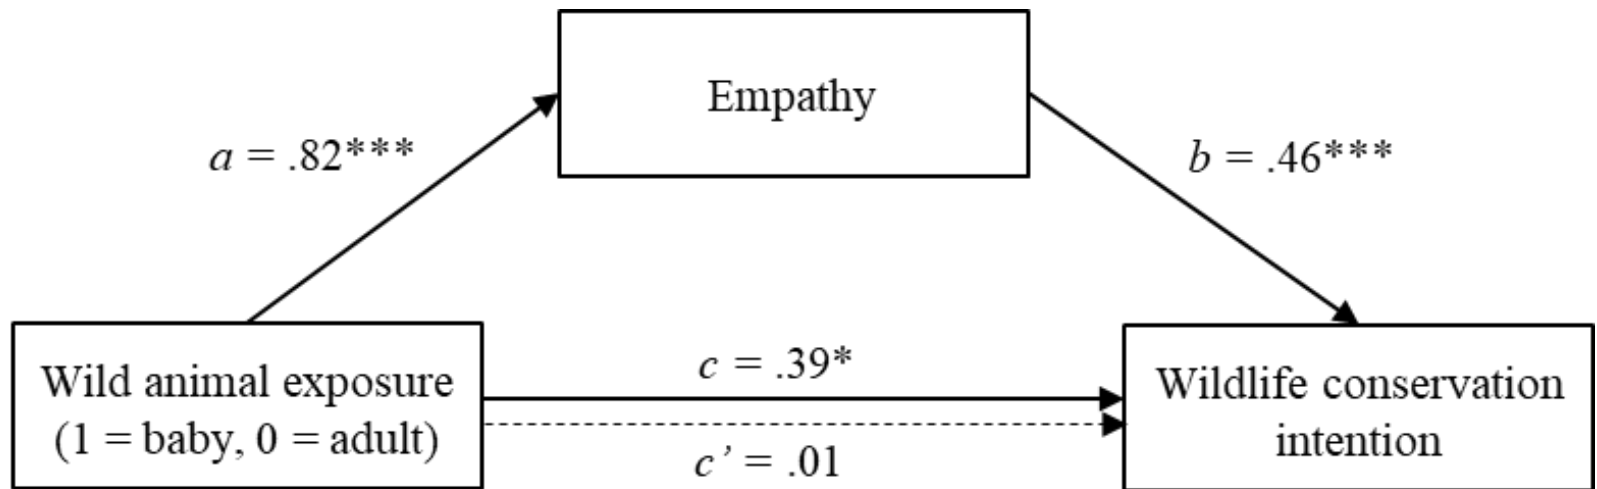 Empathy
a = .82***
b = .46***
Wild animal exposure
(1 = baby, 0 = adult)
c = .39*
c’ = .01
Wildlife conservation
intention